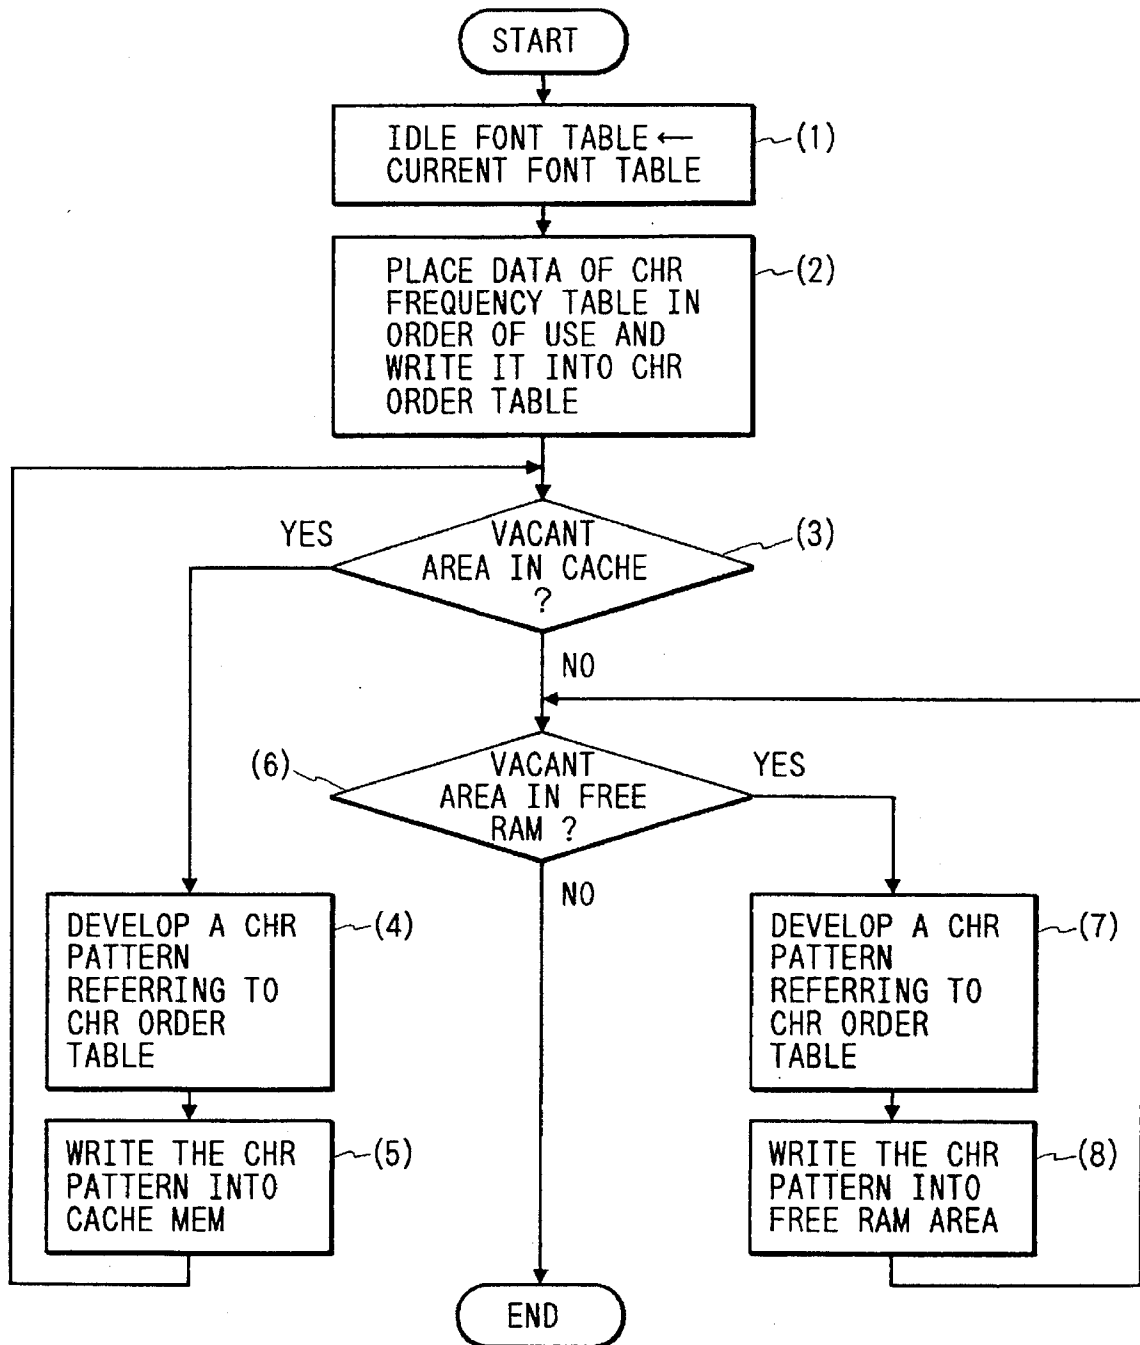 START
IDLE FONT TABLE ←
CURRENT FONT TABLE
(1)
PLACE DATA OF CHR
FREQUENCY TABLE IN
ORDER OF USE AND
WRITE IT INTO CHR
ORDER TABLE
(2)
YES
VACANT
AREA IN CACHE
?
(3)
NO
(6)
VACANT
AREA IN FREE
RAM ?
YES
NO
DEVELOP A CHR
PATTERN
REFERRING TO
CHR ORDER
TABLE
(4)
DEVELOP A CHR
PATTERN
REFERRING TO
CHR ORDER
TABLE
(7)
WRITE THE CHR
PATTERN INTO
CACHE MEM
(5)
WRITE THE CHR
PATTERN INTO
FREE RAM AREA
(8)
END